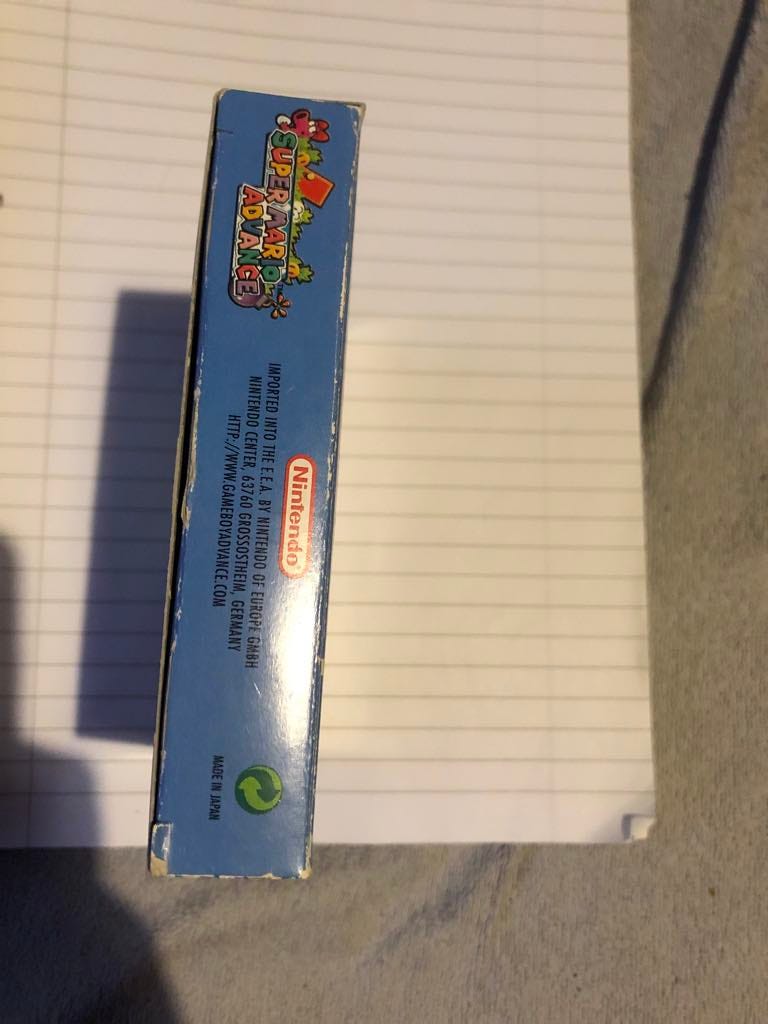 SUPER MARIO
ADVANCE
Nintendo®
IMPORTED INTO THE E.E.A. BY NINTENDO OF EUROPE GMBH
NINTENDO CENTER, 63760 GROSSOSTHEIM, GERMANY
HTTP://WWW.GAMEBOYADVANCE.COM
MADE IN JAPAN